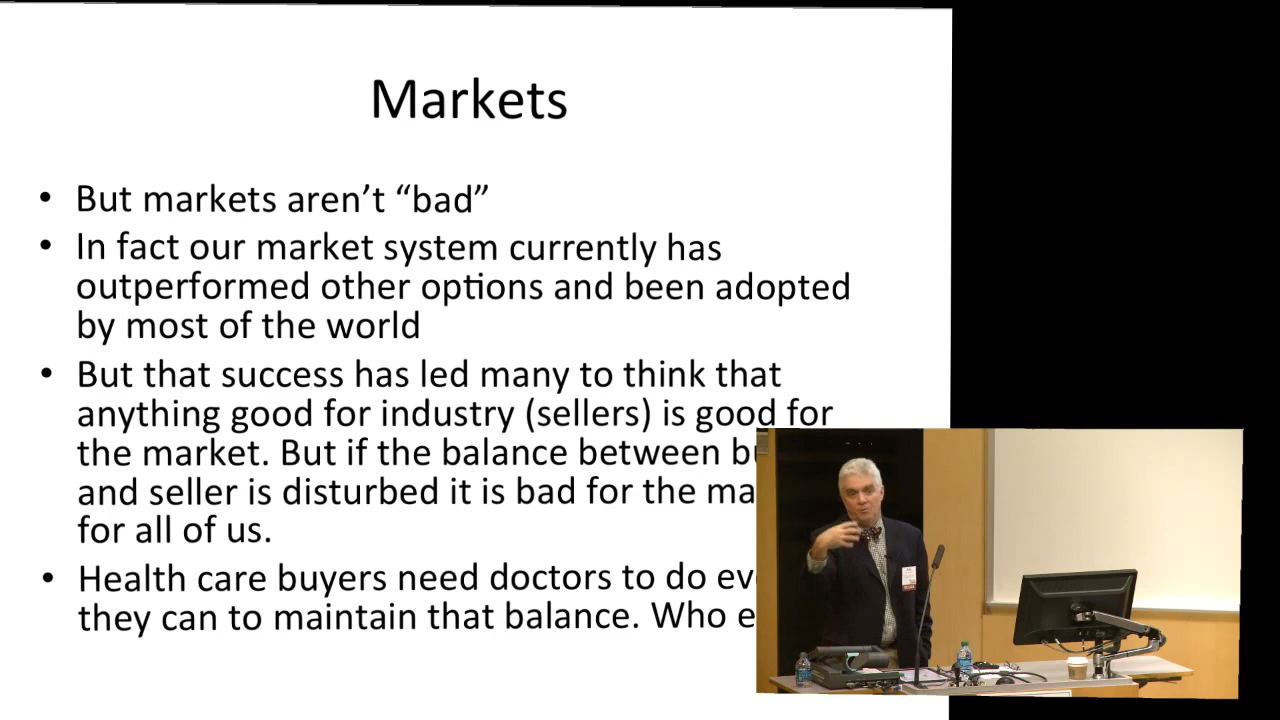 Markets
• But markets aren’t “bad”
• In fact our market system currently has
outperformed other options and been adopted
by most of the world
• But that success has led many to think that
anything good for industry (sellers) is good for
the market. But if the balance between
and seller is disturbed it is bad for the
for all of us.
• Health care buyers need doctors to do
they can to maintain that balance. Who